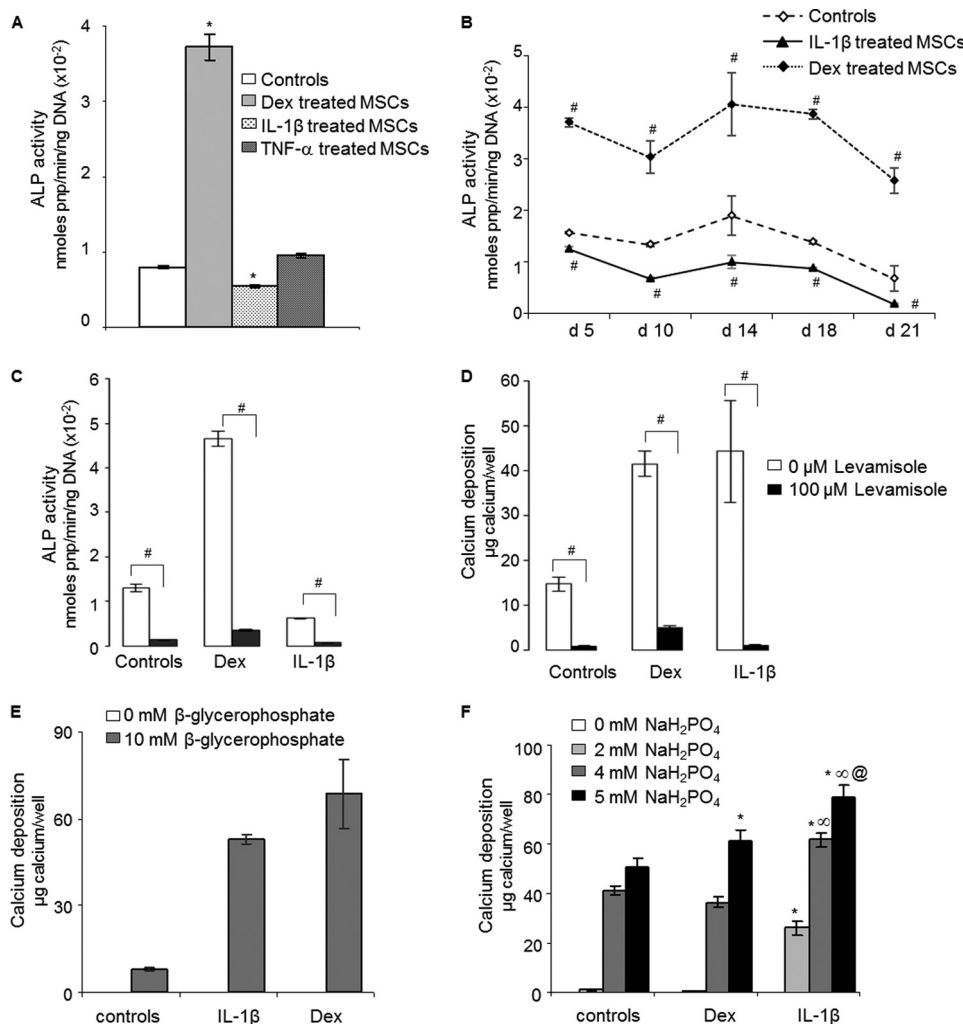 A
ALP activity
nmoles pnp/min/ng DNA (x10⁻²)
4
3
2
1
0
*
*
Controls
Dex treated MSCs
IL-1β treated MSCs
TNF-α treated MSCs
B
ALP activity
nmoles pnp/min/ng DNA (x10⁻²)
5
4
3
2
1
0
Controls
IL-1β treated MSCs
Dex treated MSCs
# # # # #
# # # # #
d 5 d 10 d 14 d 18 d 21
C
ALP activity
nmoles pnp/min/ng DNA (x10⁻²)
6
5
4
3
2
1
0
# # #
Controls Dex IL-1β
D
Calcium deposition
µg calcium/well
60
50
40
30
20
10
0
# # #
0 µM Levamisole
100 µM Levamisole
Controls Dex IL-1β
E
0 mM β-glycerophosphate
10 mM β-glycerophosphate
Calcium deposition
µg calcium/well
90
60
30
0
controls IL-1β Dex
F
0 mM NaH₂PO₄
2 mM NaH₂PO₄
4 mM NaH₂PO₄
5 mM NaH₂PO₄
Calcium deposition
µg calcium/well
100
80
60
40
20
0
*
*
* ∞
* ∞ @
controls Dex IL-1β